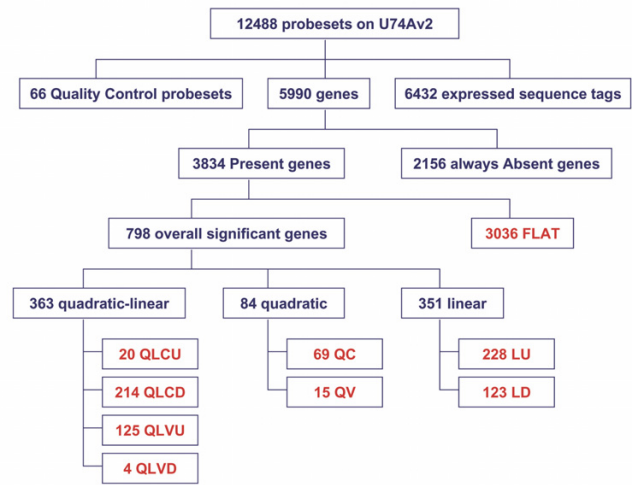 12488 probesets on U74Av2
66 Quality Control probesets
5990 genes
6432 expressed sequence tags
3834 Present genes
2156 always Absent genes
798 overall significant genes
3036 FLAT
363 quadratic-linear
84 quadratic
351 linear
20 QLCU
69 QC
228 LU
214 QLCD
15 QV
123 LD
125 QLVU
4 QLVD